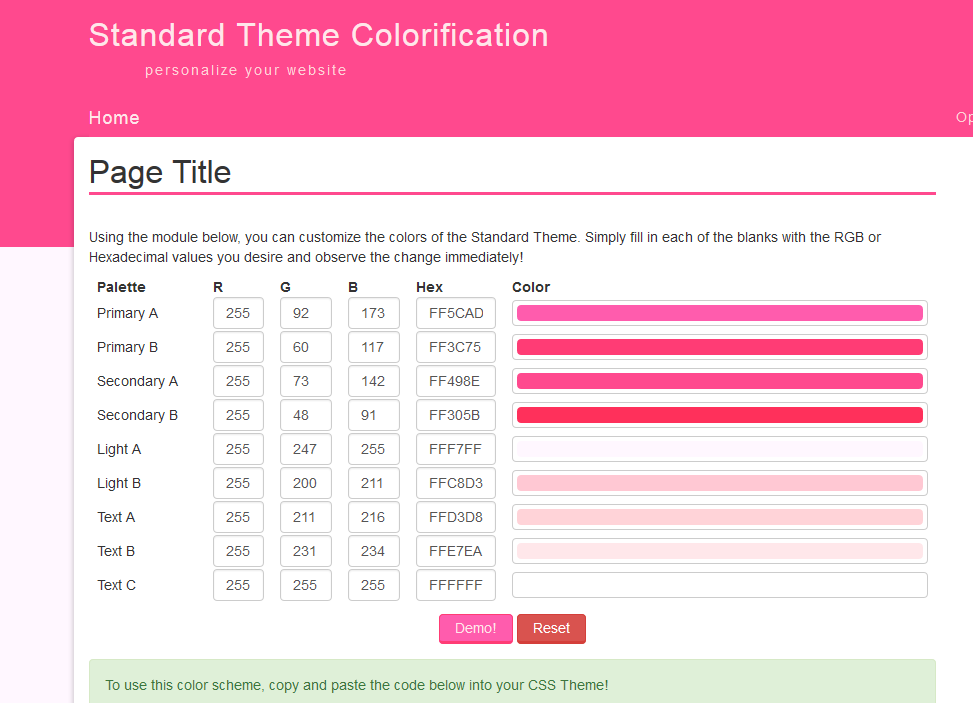 Standard Theme Colorification
personalize your website
Home
Page Title
Using the module below, you can customize the colors of the Standard Theme. Simply fill in each of the blanks with the RGB or
Hexadecimal values you desire and observe the change immediately!
Palette R G B Hex Color
Primary A 255 92 173 FF5CAD
Primary B 255 60 117 FF3C75
Secondary A 255 73 142 FF498E
Secondary B 255 48 91 FF305B
Light A 255 247 255 FFF7FF
Light B 255 200 211 FFC8D3
Text A 255 211 216 FFD3D8
Text B 255 231 234 FFE7EA
Text C 255 255 255 FFFFFF
Demo! Reset
To use this color scheme, copy and paste the code below into your CSS Theme!